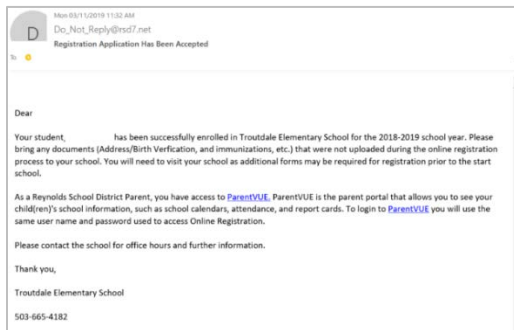 Mon 03/11/2019 11:32 AM
D
Do_Not_Reply@rsd7.net
Registration Application Has Been Accepted
To
Dear
Your student, has been successfully enrolled in Troutdale Elementary School for the 2018-2019 school year. Please
bring any documents (Address/Birth Verfication, and immunizations, etc.) that were not uploaded during the online registration
process to your school. You will need to visit your school as additional forms may be required for registration prior to the start
school.
As a Reynolds School District Parent, you have access to ParentVUE. ParentVUE is the parent portal that allows you to see your
child(ren)'s school information, such as school calendars, attendance, and report cards. To login to ParentVUE you will use the
same user name and password used to access Online Registration.
Please contact the school for office hours and further information.
Thank you,
Troutdale Elementary School
503-665-4182